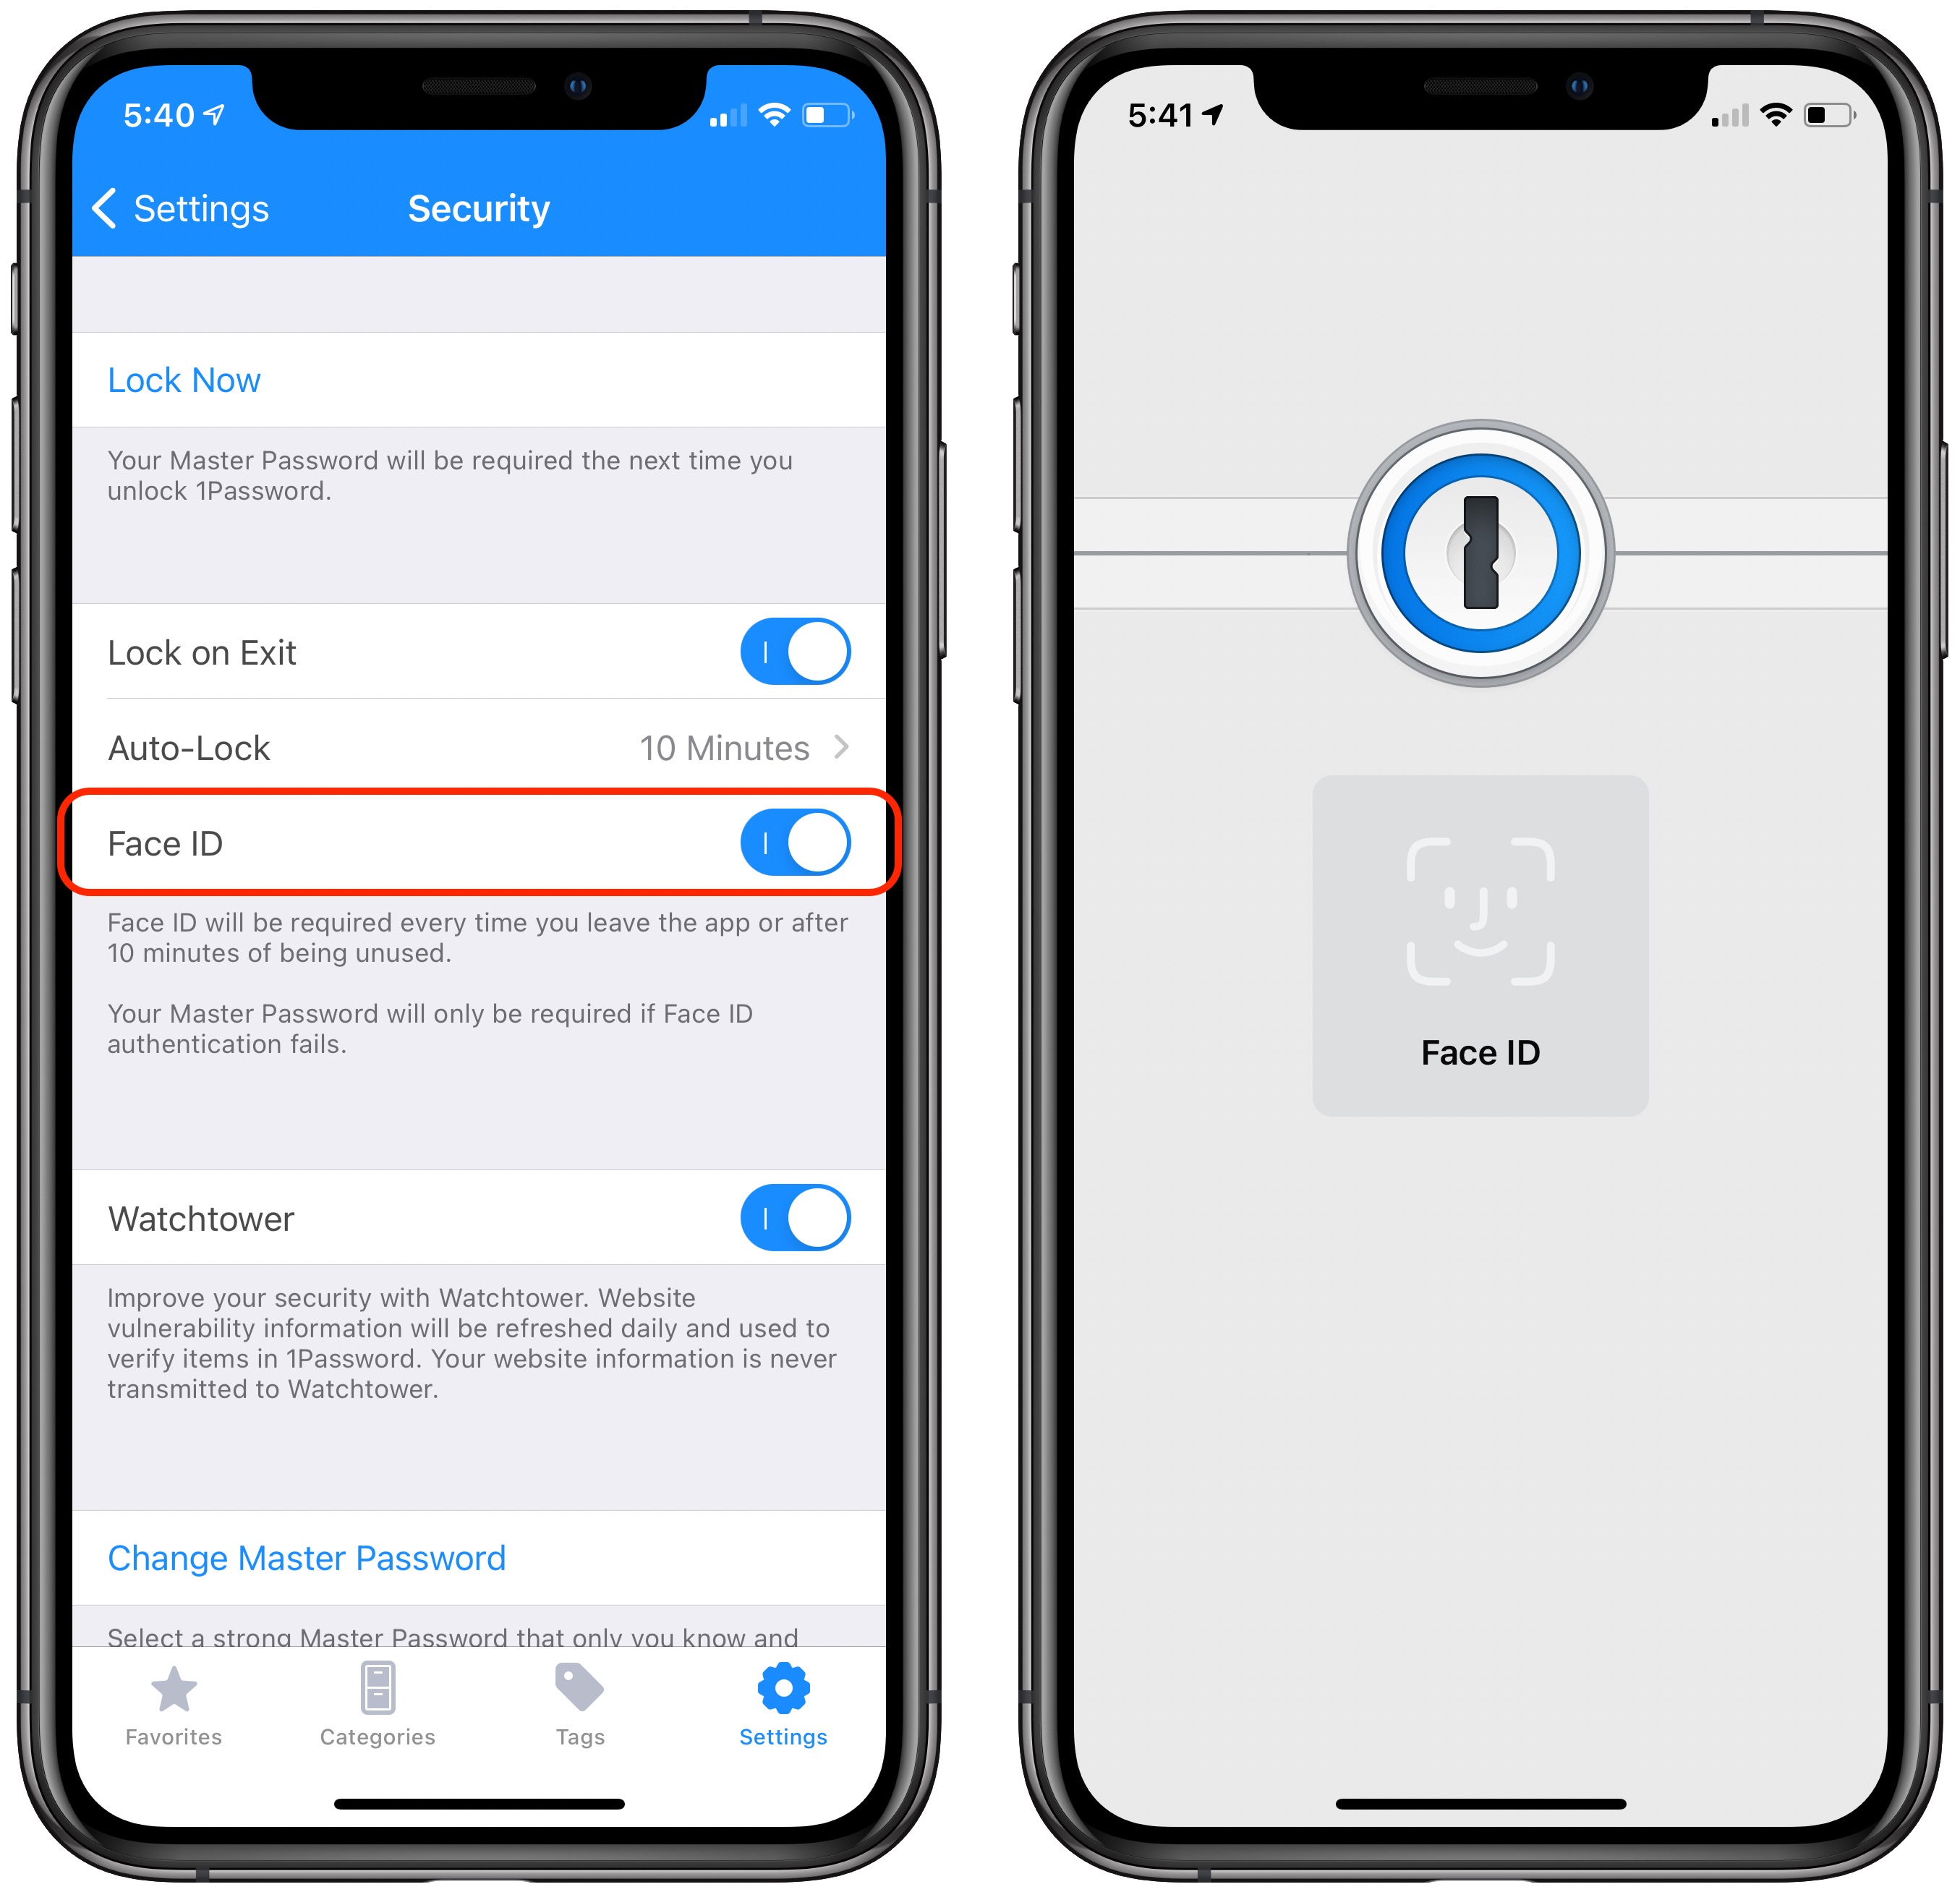 5:40
Settings
Security
Lock Now
Your Master Password will be required the next time you
unlock 1Password.
Lock on Exit
Auto-Lock
10 Minutes
Face ID
Face ID will be required every time you leave the app or after
10 minutes of being unused.
Your Master Password will only be required if Face ID
authentication fails.
Watchtower
Improve your security with Watchtower. Website
vulnerability information will be refreshed daily and used to
verify items in 1Password. Your website information is never
transmitted to Watchtower.
Change Master Password
Select a strong Master Password that only you know and
Favorites
Categories
Tags
Settings
5:41
Face ID